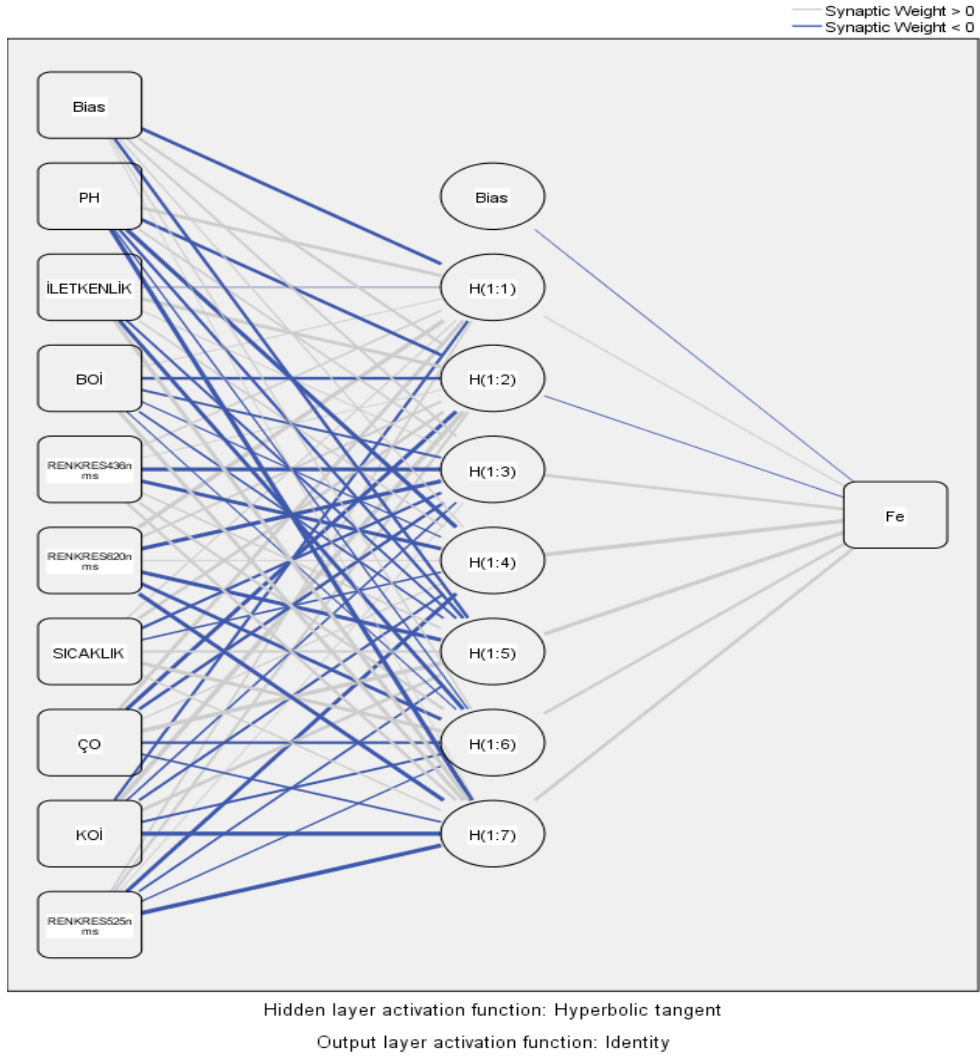 Synaptic Weight > 0
Synaptic Weight < 0
Bias
PH
İLETKENLİK
BOİ
RENKRES436n
ms
RENKRES620n
ms
SICAKLIK
ÇO
KOİ
RENKRES525n
ms
Bias
H(1:1)
H(1:2)
H(1:3)
H(1:4)
H(1:5)
H(1:6)
H(1:7)
Fe
Hidden layer activation function: Hyperbolic tangent
Output layer activation function: Identity